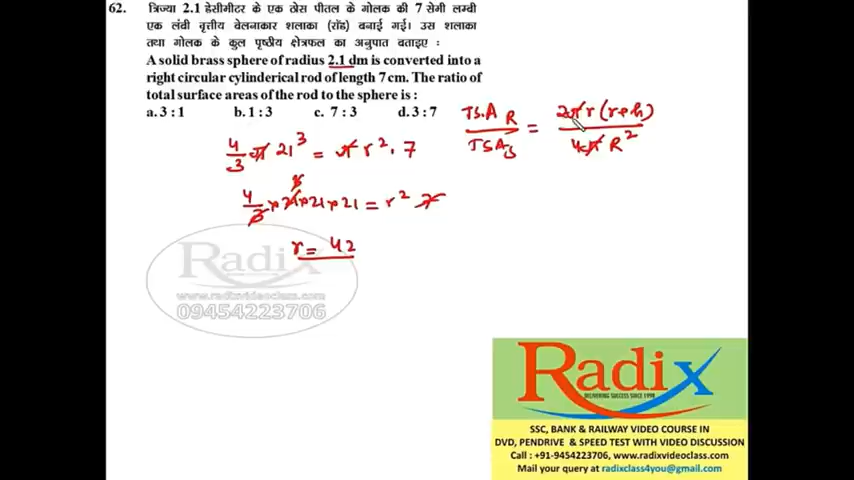 62. त्रिज्या 2.1 डेसीमीटर के एक ठोस पीतल के गोलक की 7 सेमी लम्बी
एक लंबी वृत्तीय बेलनाकार शलाका (रॉड) बनाई गई। उस शलाका
तथा गोलक के कुल पृष्ठीय क्षेत्रफल का अनुपात बताइए :
A solid brass sphere of radius 2.1 dm is converted into a
right circular cylinderical rod of length 7 cm. The ratio of
total surface areas of the rod to the sphere is :
a. 3 : 1 b. 1 : 3 c. 7 : 3 d. 3 : 7
TSA R / TSA S = 2πr(r+h) / 4πR²
4/3 π 21³ = π r² · 7
4/3 × 21 × 21 × 21 = r² 7
r = 42
Radix
www.radixvideoclass.com
09454223706
Radix
DELIVERING SUCCESS SINCE 1998
SSC, BANK & RAILWAY VIDEO COURSE IN
DVD, PENDRIVE & SPEED TEST WITH VIDEO DISCUSSION
Call : +91-9454223706, www.radixvideoclass.com
Mail your query at radixclass4you@gmail.com